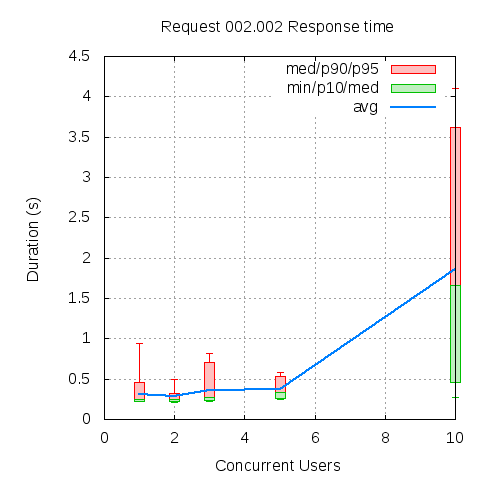 Request 002.002 Response time
4.5
4
3.5
3
2.5
2
1.5
1
0.5
0
Duration (s)
med/p90/p95
min/p10/med
avg
0 2 4 6 8 10
Concurrent Users